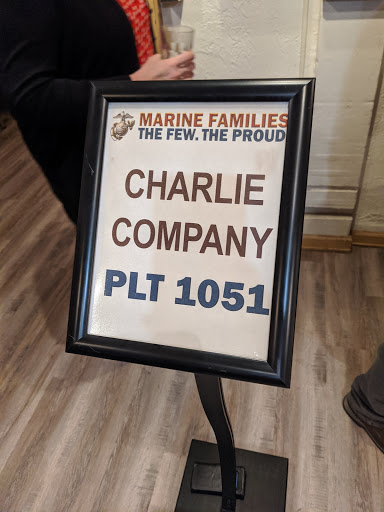 MARINE FAMILIES
THE FEW. THE PROUD
CHARLIE
COMPANY
PLT 1051